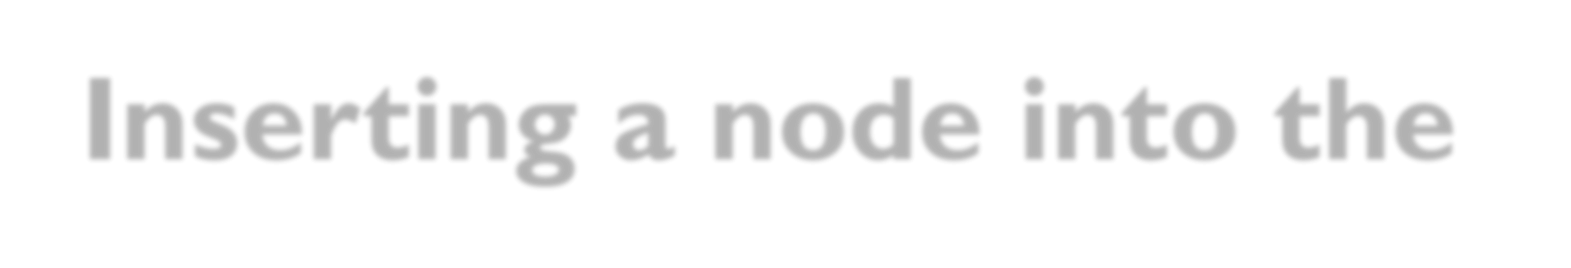 Inserting a node into the